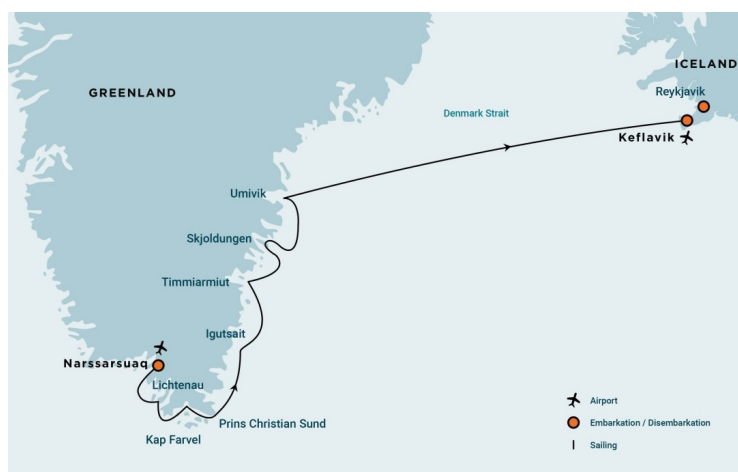 ICELAND
Reykjavik
GREENLAND
Denmark Strait
Keflavik
Umivik
Skjoldungen
Timmiarmiut
Igutsait
Narssarsuaq
Lichtenau
Prins Christian Sund
Kap Farvel
Airport
Embarkation / Disembarkation
Sailing